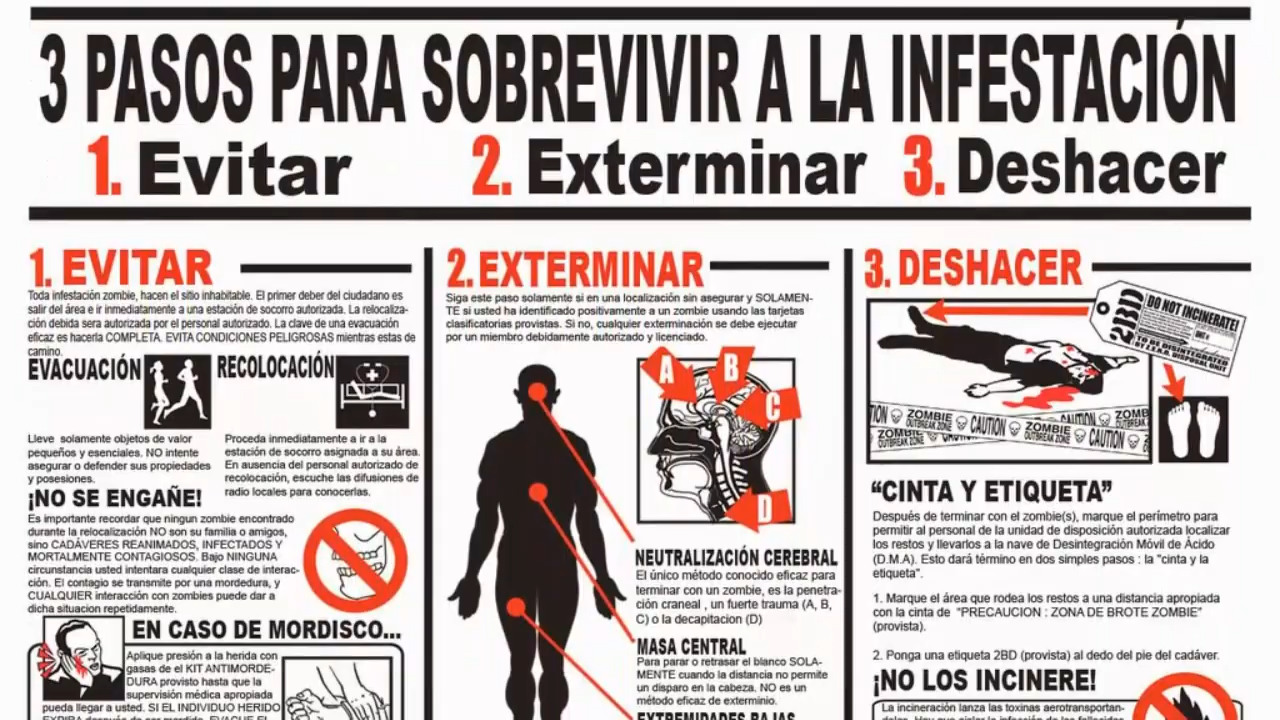 3 PASOS PARA SOBREVIVIR A LA INFESTACIÓN
1. Evitar
2. Exterminar
3. Deshacer
1. EVITAR
Toda infestación zombie, hacen el sitio inhabitable. El primer deber del ciudadano es
salir del área e ir inmediatamente a una estación de socorro autorizada. La relocaliza-
ción debida sera autorizada por el personal autorizado. La clave de una evacuación
eficaz es hacerla COMPLETA. EVITA CONDICIONES PELIGROSAS mientras estas de
camino.
EVACUACIÓN
Lleve solamente objetos de valor
pequeños y esenciales. NO intente
asegurar o defender sus propiedades
y posesiones.
RECOLOCACIÓN
Proceda inmediatamente a ir a la
estación de socorro asignada a su área.
En ausencia del personal autorizado de
recolocación, escuche las difusiones de
radio locales para conocerlas.
¡NO SE ENGAÑE!
Es importante recordar que ningun zombie encontrado
durante la relocalización NO son su familia o amigos,
sino CADÁVERES REANIMADOS, INFECTADOS Y
MORTALMENTE CONTAGIOSOS. Bajo NINGUNA
circunstancia usted intentara cualquier clase de interac-
ción. El contagio se transmite por una mordedura, y
CUALQUIER interacción con zombies puede dar a
dicha situacion repetidamente.
EN CASO DE MORDISCO...
Aplique presión a la herida con
gasas de el KIT ANTIMORDE-
DURA provisto hasta que la
supervisión médica apropiada
pueda llegar a usted. SI EL INDIVIDUO HERIDO
2. EXTERMINAR
Siga este paso solamente si en una localización sin asegurar y SOLAMEN-
TE si usted ha identificado positivamente a un zombie usando las tarjetas
clasificatorias provistas. Si no, cualquier exterminación se debe ejecutar
por un miembro debidamente autorizado y licenciado.
A
B
C
D
NEUTRALIZACIÓN CEREBRAL
El único método conocido eficaz para
terminar con un zombie, es la penetra-
ción craneal , un fuerte trauma (A, B,
C) o la decapitacion (D)
MASA CENTRAL
Para parar o retrasar el blanco SOLA-
MENTE cuando la distancia no permite
un disparo en la cabeza. NO es un
método eficaz de exterminio.
EXTREMIDADES BAJAS
3. DESHACER
2BD
DO NOT INCINERATE!
TO BE DISINTEGRATED
TION
ZOMBIE
OUTBREAK ZONE
CAUTION
ZOMBIE
OUTBREAK ZONE
CAUTION
“CINTA Y ETIQUETA”
Después de terminar con el zombie(s), marque el perímetro para
permitir al personal de la unidad de disposición autorizada localizar
los restos y llevarlos a la nave de Desintegración Móvil de Ácido
(D.M.A). Esto dará término en dos simples pasos : la "cinta y la
etiqueta".
1. Marque el área que rodea los restos a una distancia apropiada
con la cinta de "PRECAUCION : ZONA DE BROTE ZOMBIE"
(provista).
2. Ponga una etiqueta 2BD (provista) al dedo del pie del cadáver.
¡NO LOS INCINERE!
La incineración lanza las toxinas aerotransportan-